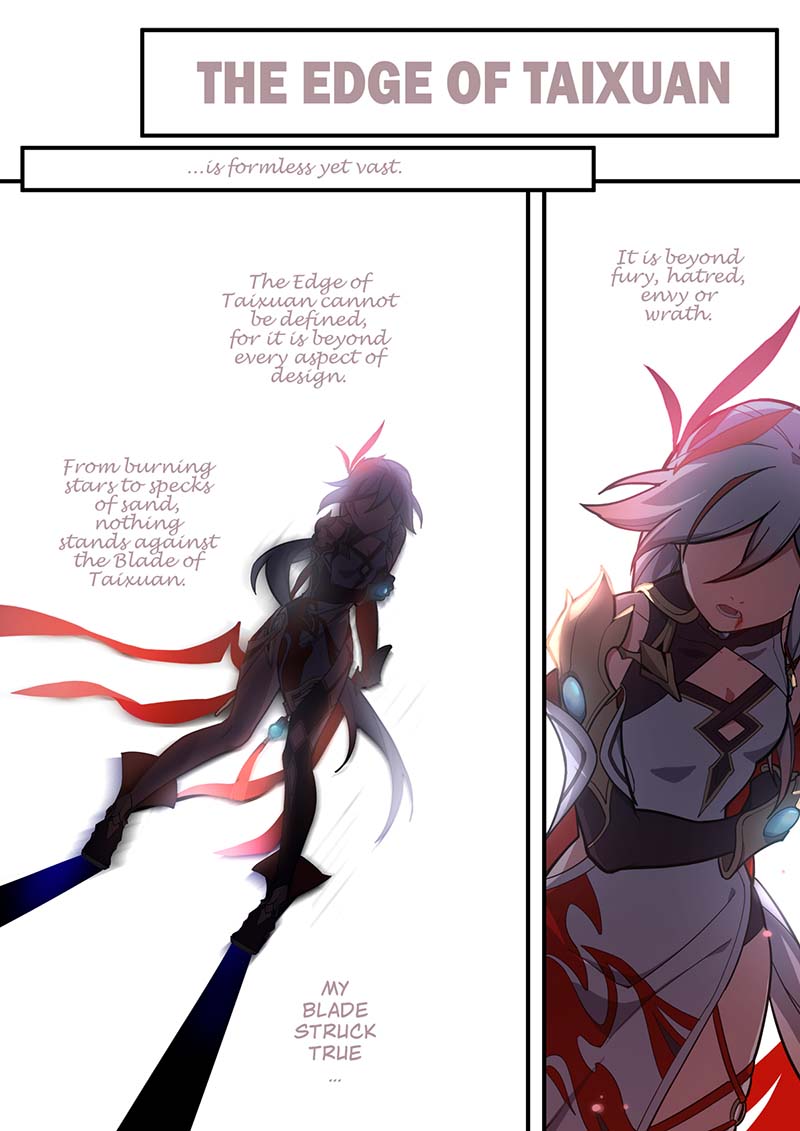 THE EDGE OF TAIXUAN
...is formless yet vast.
The Edge of
Taixuan cannot
be defined,
for it is beyond
every aspect of
design.
From burning
stars to specks
of sand,
nothing
stands against
the Blade of
Taixuan.
MY
BLADE
STRUCK
TRUE
...
It is beyond
fury, hatred,
envy or
wrath.